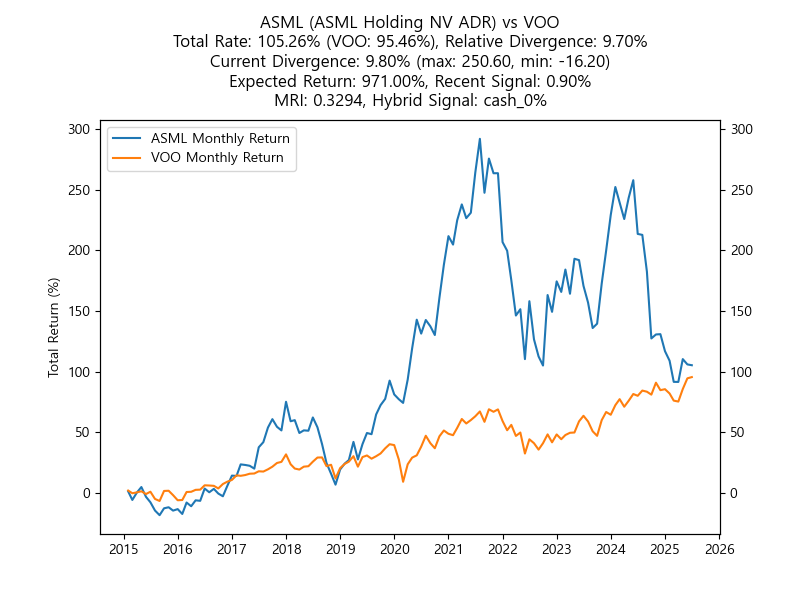 ASML (ASML Holding NV ADR) vs VOO
Total Rate: 105.26% (VOO: 95.46%), Relative Divergence: 9.70%
Current Divergence: 9.80% (max: 250.60, min: -16.20)
Expected Return: 971.00%, Recent Signal: 0.90%
MRI: 0.3294, Hybrid Signal: cash_0%
ASML Monthly Return
VOO Monthly Return
Total Return (%)
300
250
200
150
100
50
0
300
250
200
150
100
50
0
2015 2016 2017 2018 2019 2020 2021 2022 2023 2024 2025 2026